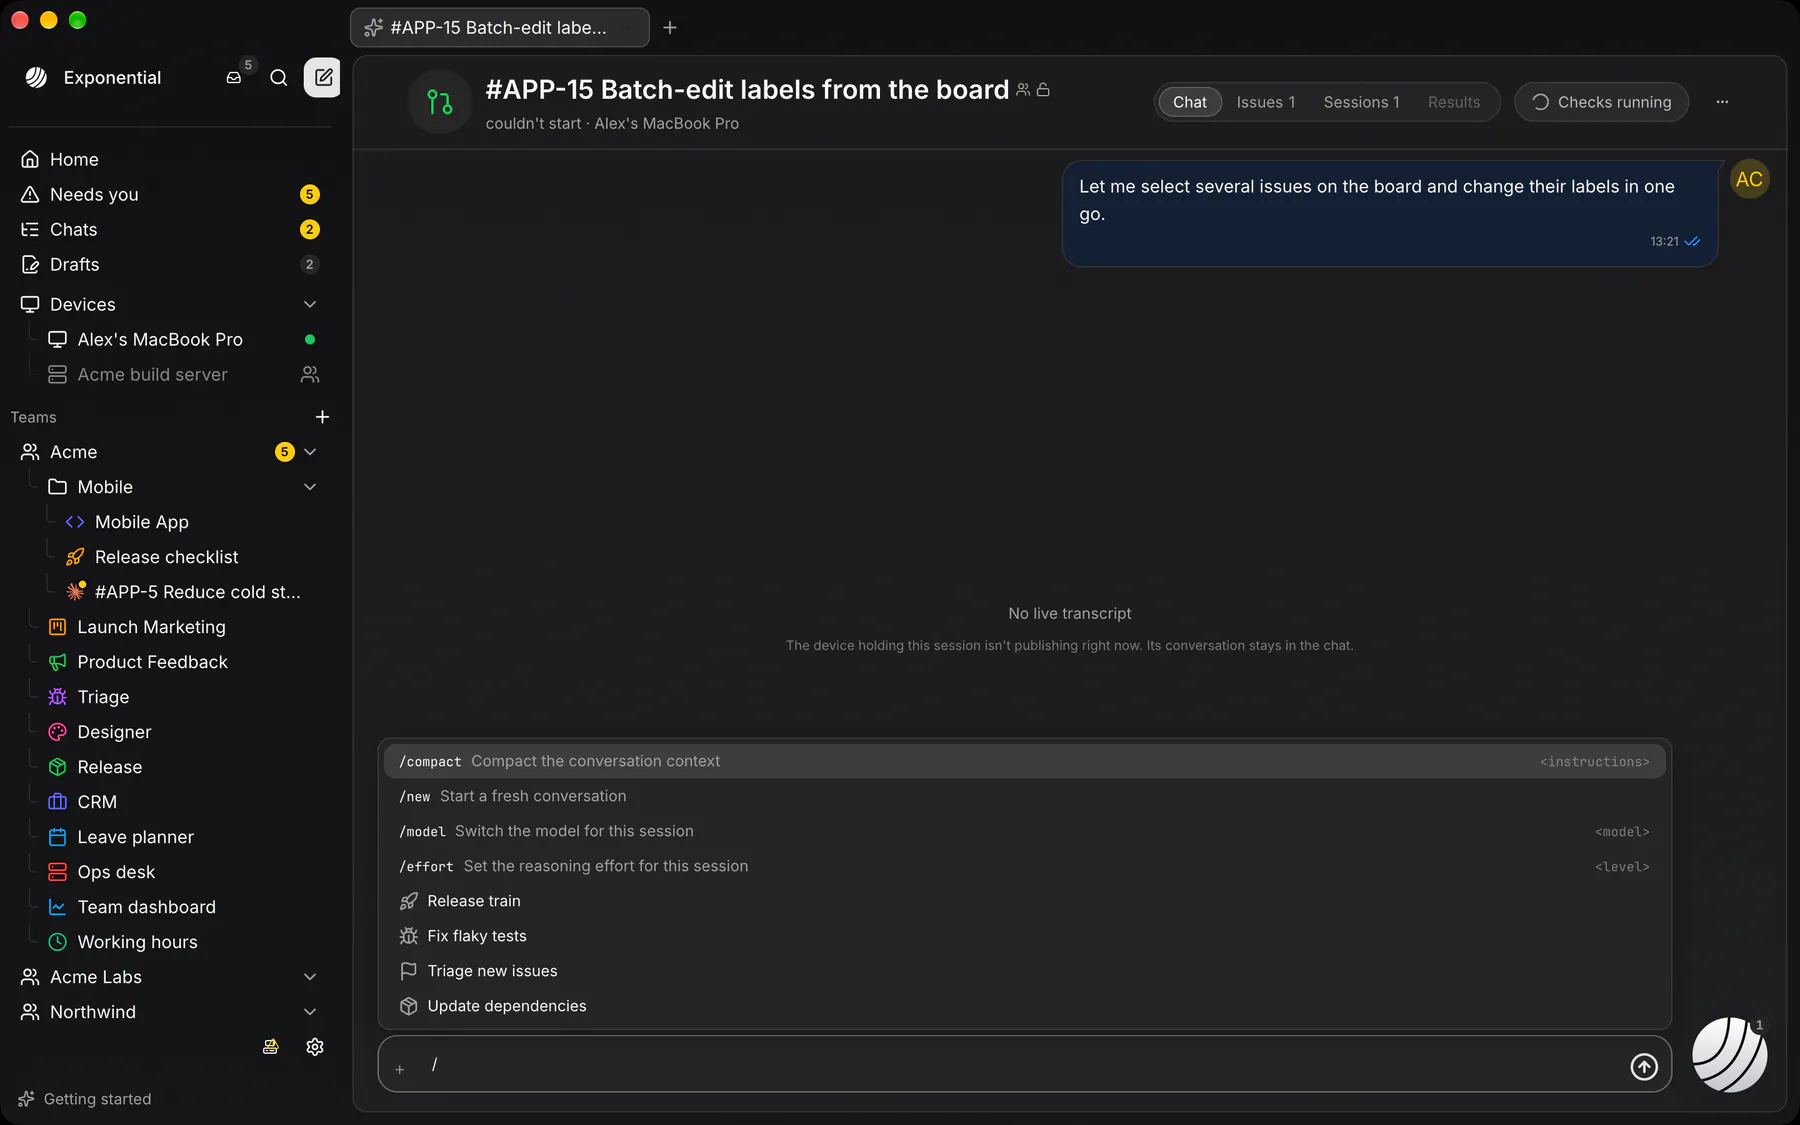 #APP-15 Batch-edit labe...
Exponential
5
#APP-15 Batch-edit labels from the board
couldn't start · Alex's MacBook Pro
Chat
Issues 1
Sessions 1
Results
Checks running
Home
Needs you
5
Chats
2
Drafts
2
Devices
Alex's MacBook Pro
Acme build server
Teams
Acme
5
Mobile
Mobile App
Release checklist
#APP-5 Reduce cold st...
Launch Marketing
Product Feedback
Triage
Designer
Release
CRM
Leave planner
Ops desk
Team dashboard
Working hours
Acme Labs
Northwind
Getting started
Let me select several issues on the board and change their labels in one
go.
13:21
AC
No live transcript
The device holding this session isn't publishing right now. Its conversation stays in the chat.
/compact Compact the conversation context <instructions>
/new Start a fresh conversation
/model Switch the model for this session <model>
/effort Set the reasoning effort for this session <level>
Release train
Fix flaky tests
Triage new issues
Update dependencies
/
1